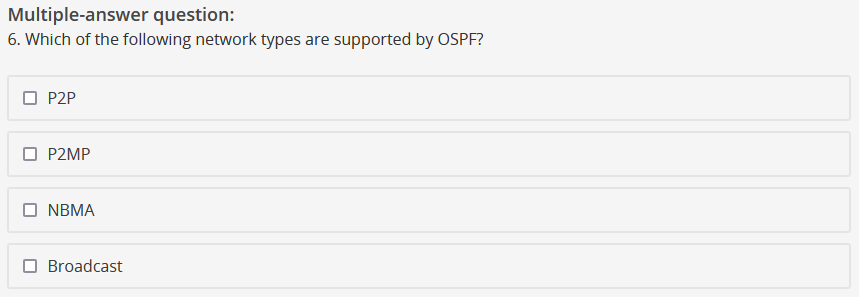 Multiple-answer question:
6. Which of the following network types are supported by OSPF?
P2P
P2MP
NBMA
Broadcast